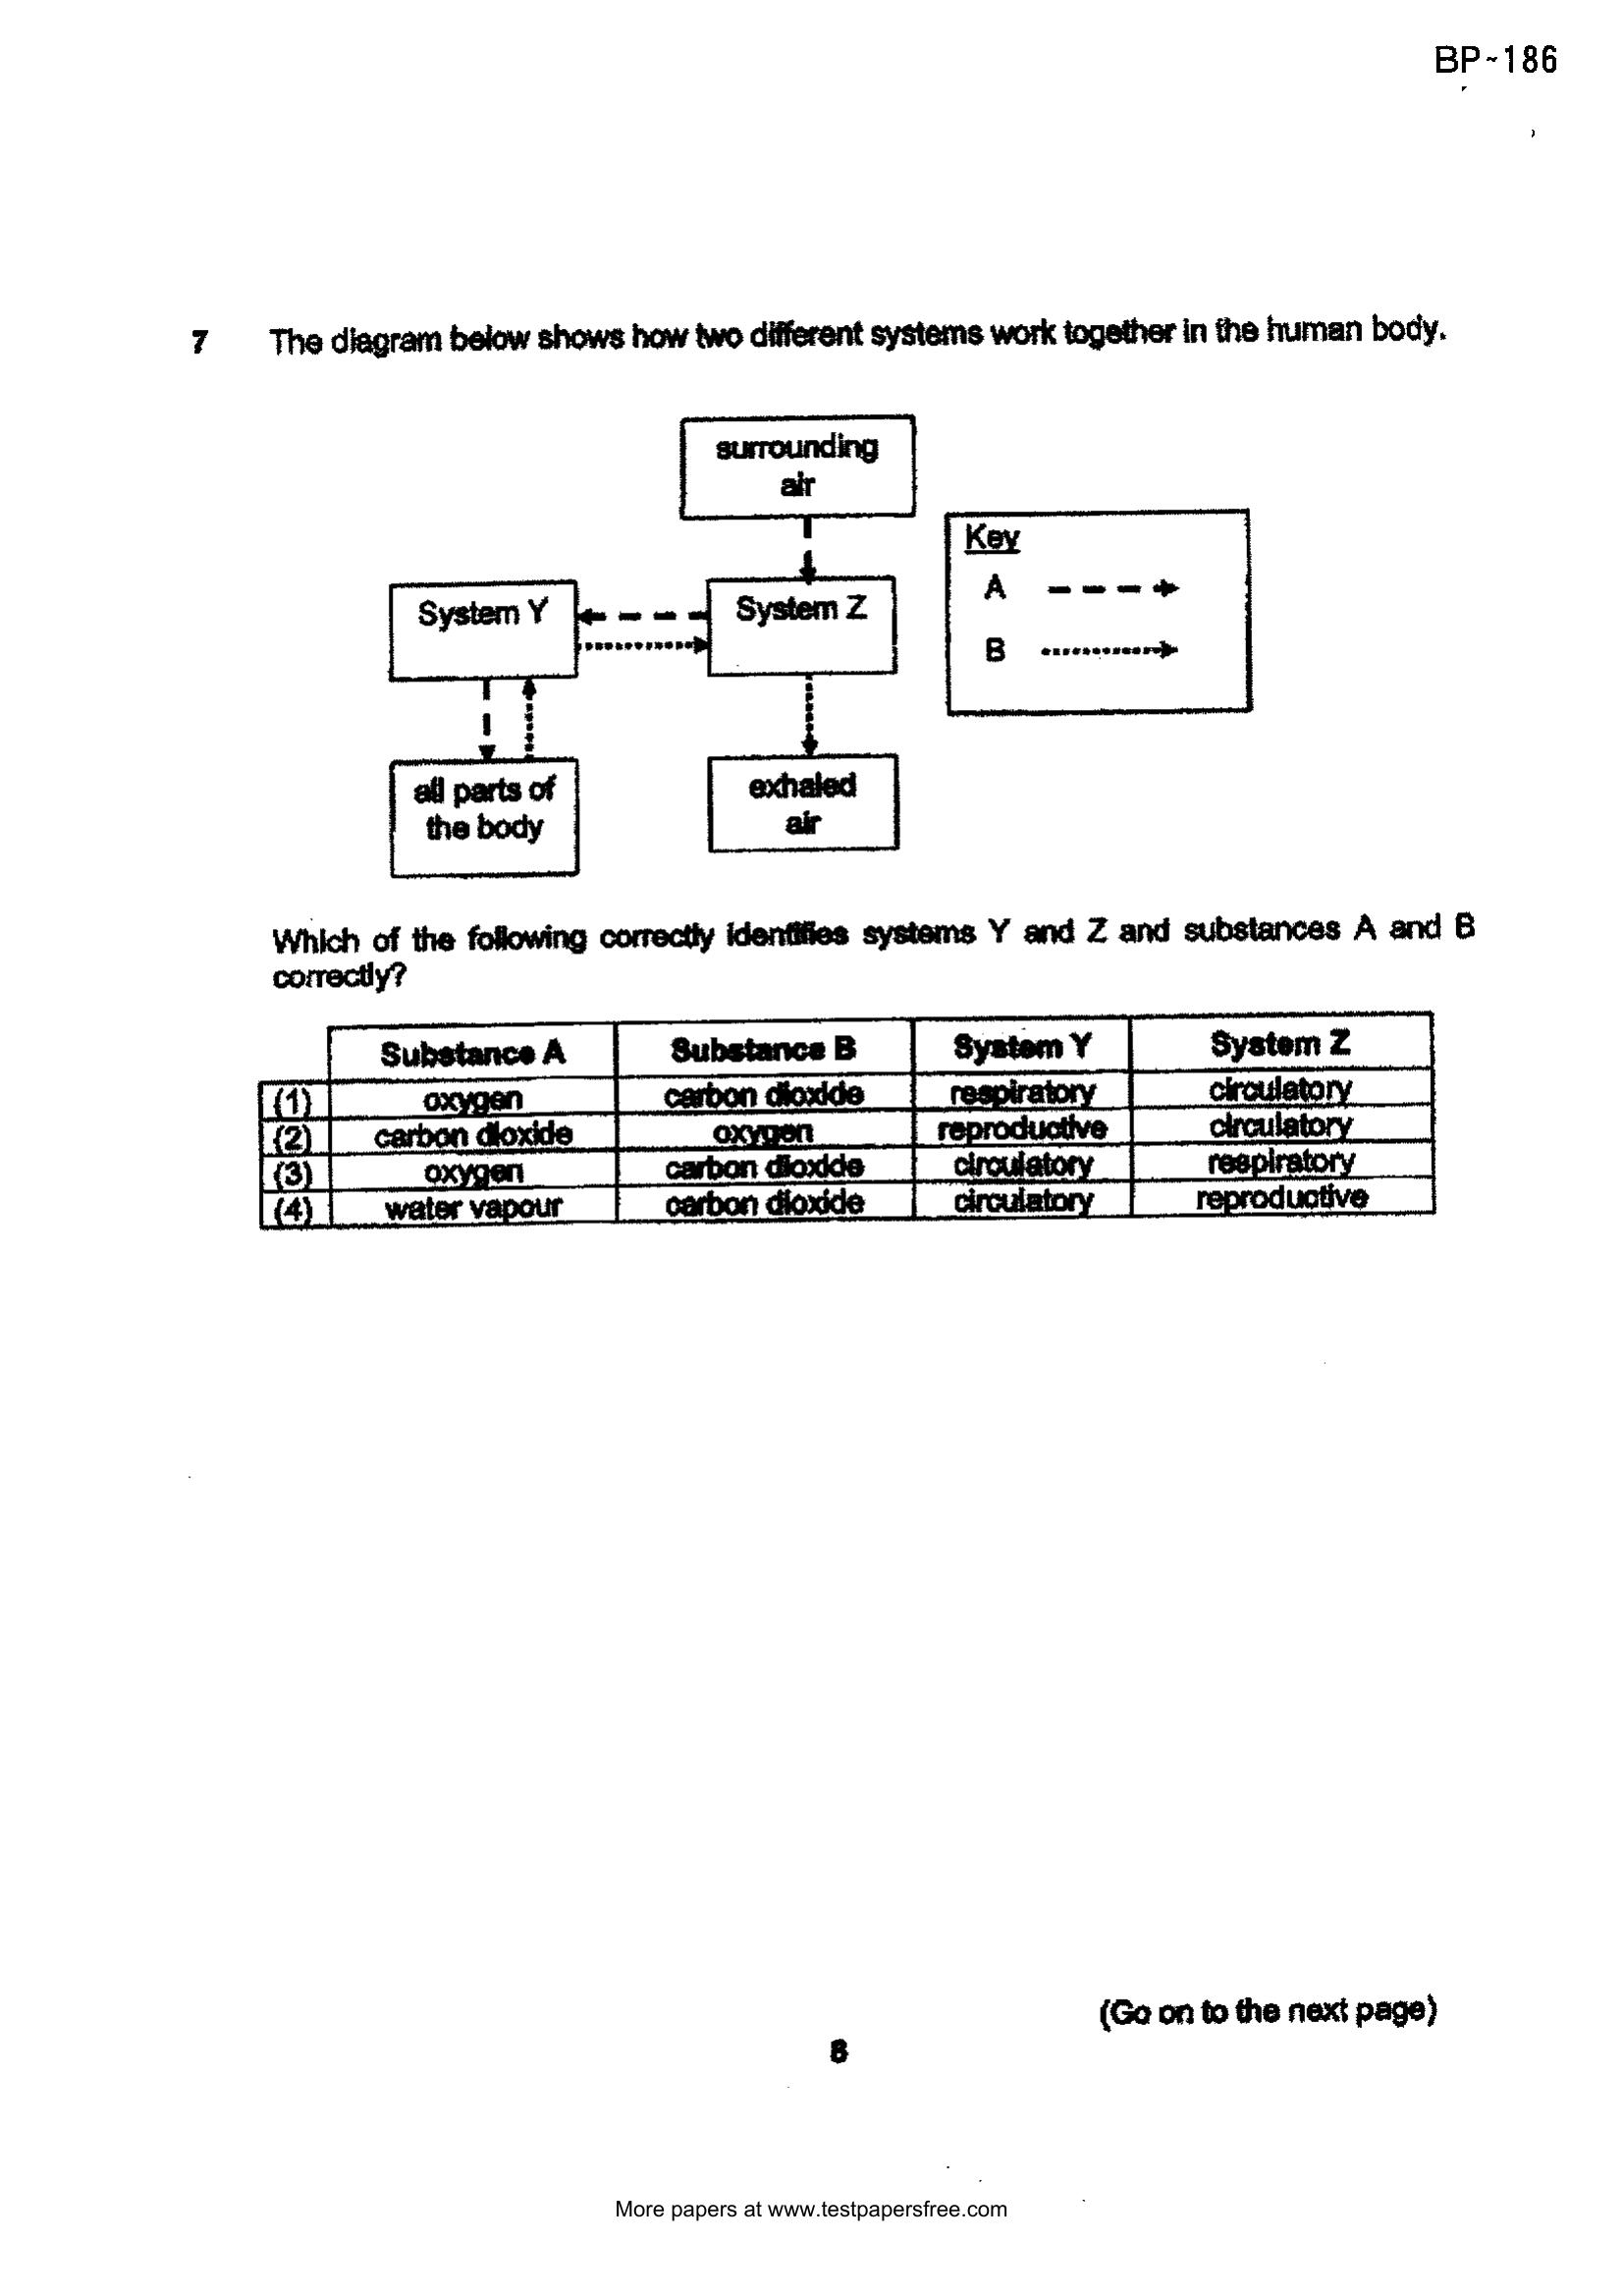 BP-186
7 The diagram below shows how two different systems work together in the human body.
surrounding
air
Key
A
B
System Y
System Z
all parts of
the body
exhaled
air
Which of the following correctly identifies systems Y and Z and substances A and B
correctly?
Substance A Substance B System Y System Z
(1) oxygen carbon dioxide respiratory circulatory
(2) carbon dioxide oxygen reproductive circulatory
(3) oxygen carbon dioxide circulatory respiratory
(4) water vapour carbon dioxide circulatory reproductive
(Go on to the next page)
8
More papers at www.testpapersfree.com